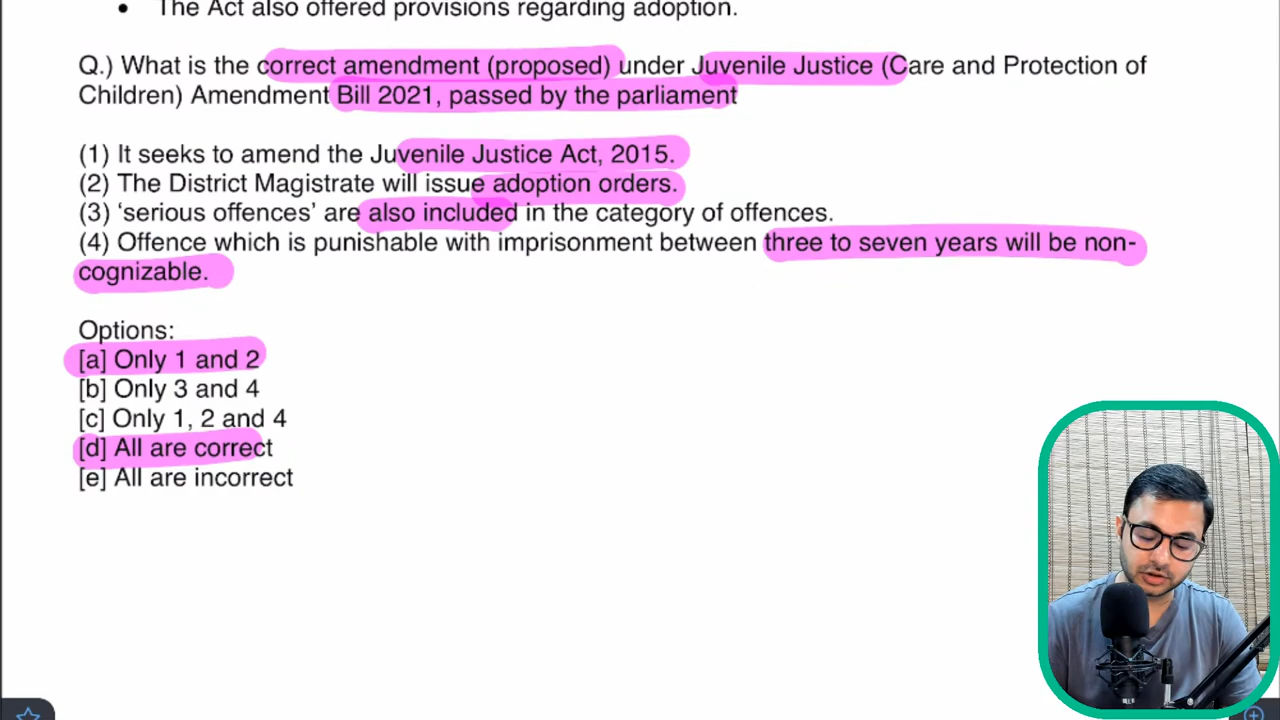 • The Act also offered provisions regarding adoption.
Q.) What is the correct amendment (proposed) under Juvenile Justice (Care and Protection of
Children) Amendment Bill 2021, passed by the parliament
(1) It seeks to amend the Juvenile Justice Act, 2015.
(2) The District Magistrate will issue adoption orders.
(3) ‘serious offences’ are also included in the category of offences.
(4) Offence which is punishable with imprisonment between three to seven years will be non-
cognizable.
Options:
[a] Only 1 and 2
[b] Only 3 and 4
[c] Only 1, 2 and 4
[d] All are correct
[e] All are incorrect